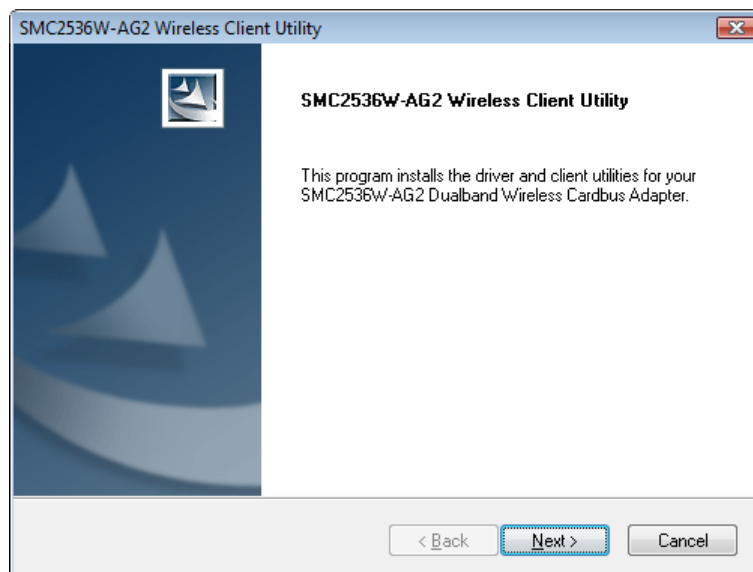 SMC2536W-AG2 Wireless Client Utility
SMC2536W-AG2 Wireless Client Utility
This program installs the driver and client utilities for your
SMC2536W-AG2 Dualband Wireless Cardbus Adapter.
< Back Next > Cancel